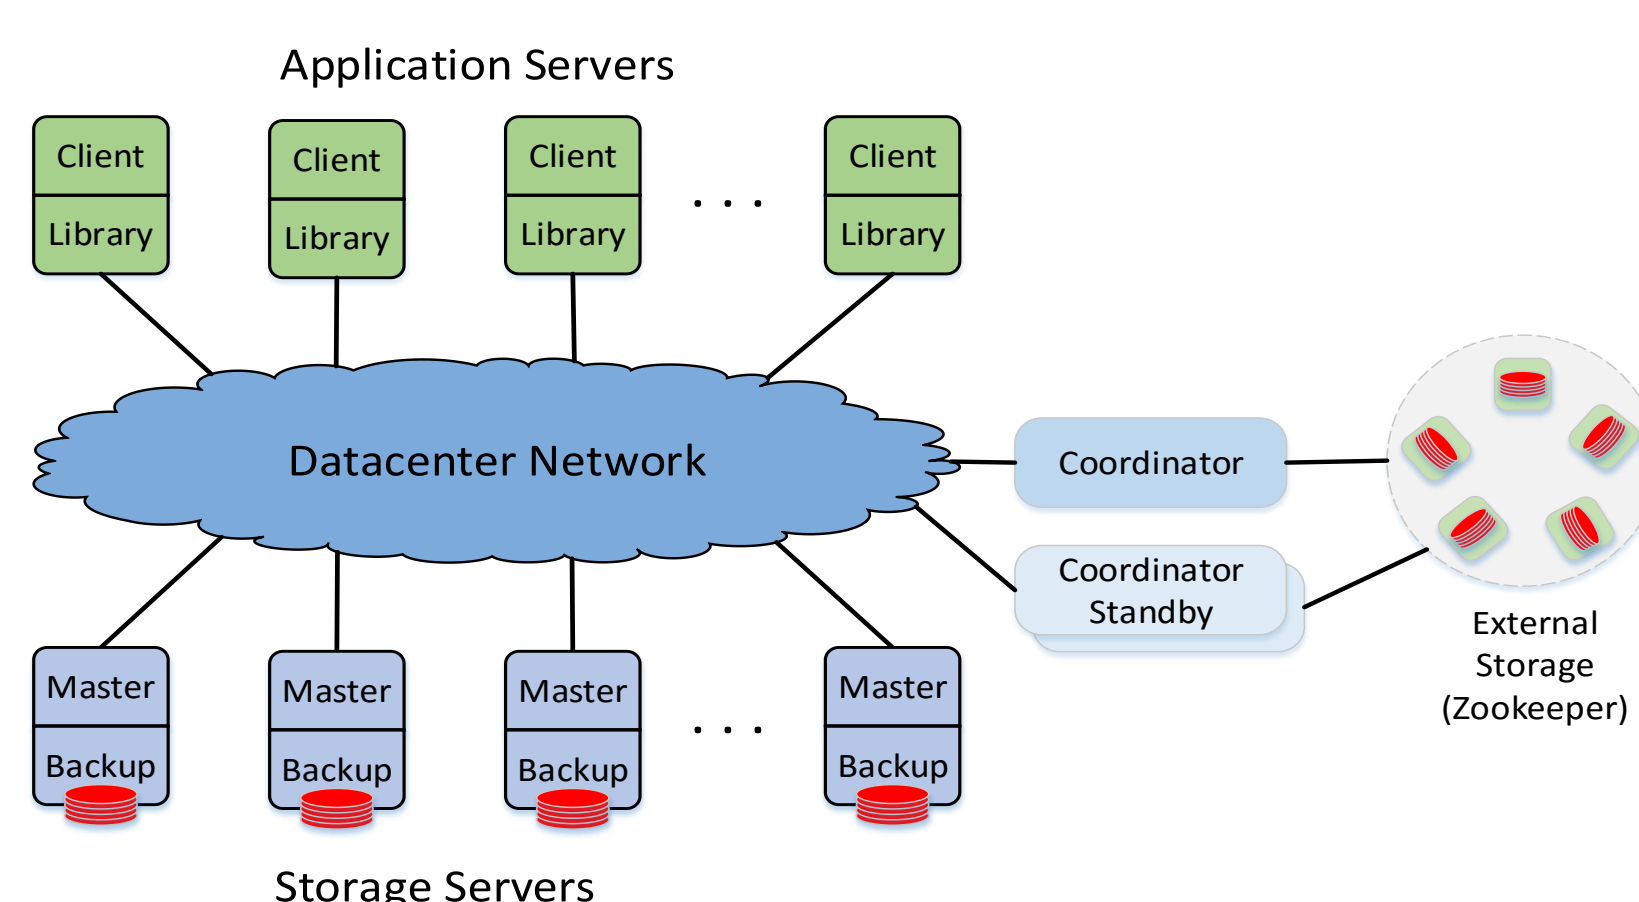 Application Servers
Client
Client
Client
Client
Library
Library
Library
. . .
Library
Datacenter Network
Coordinator
Coordinator
Standby
External
Storage
(Zookeeper)
Master
Master
Master
Master
Backup
Backup
Backup
. . .
Backup
Storage Servers